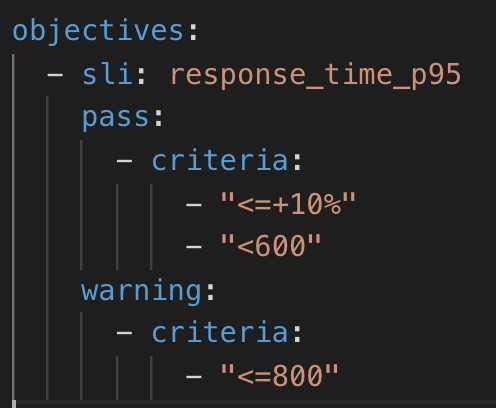 objectives:
  - sli: response_time_p95
    pass:
      - criteria:
          - "<=+10%"
          - "<600"
    warning:
      - criteria:
          - "<=800"